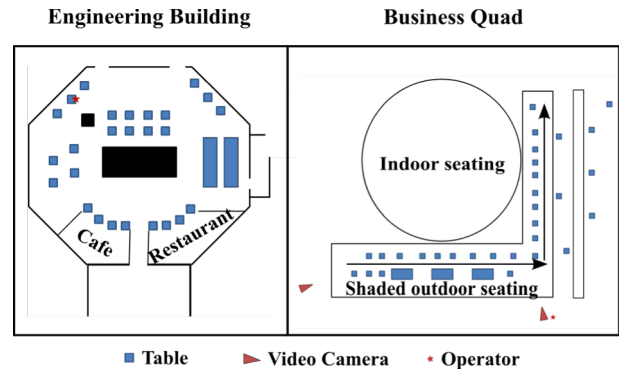 Engineering Building
Business Quad
Indoor seating
Cafe
Restaurant
Shaded outdoor seating
Table
Video Camera
Operator